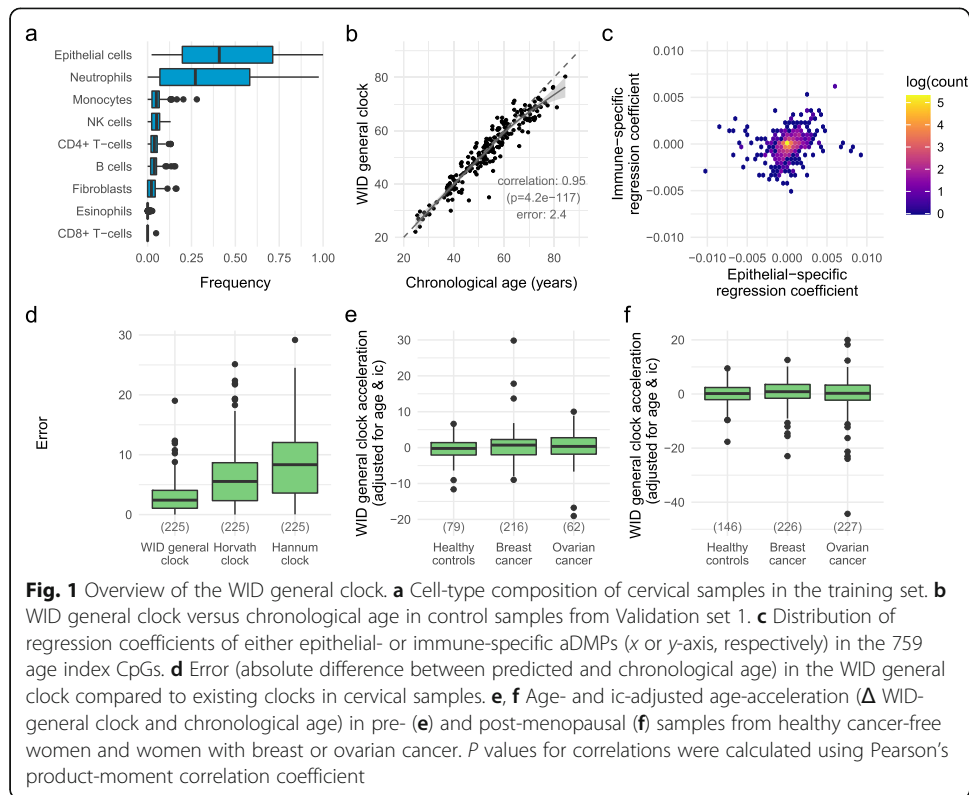 a
Epithelial cells
Neutrophils
Monocytes
NK cells
CD4+ T−cells
B cells
Fibroblasts
Esinophils
CD8+ T−cells
0.00 0.25 0.50 0.75 1.00
Frequency
b
WID general clock
80
60
40
20
correlation: 0.95
(p=4.2e−117)
error: 2.4
20 40 60 80
Chronological age (years)
c
Immune−specific
regression coefficient
0.010
0.005
0.000
−0.005
−0.010
−0.010 −0.005 0.000 0.005 0.010
Epithelial−specific
regression coefficient
log(count
5
4
3
2
1
0
d
Error
30
20
10
0
(225) (225) (225)
WID general Horvath Hannum
clock clock clock
e
WID general clock acceleration
(adjusted for age & ic)
30
20
10
0
−10
−20
(79) (216) (62)
Healthy Breast Ovarian
controls cancer cancer
f
WID general clock acceleration
(adjusted for age & ic)
20
0
−20
−40
(146) (226) (227)
Healthy Breast Ovarian
controls cancer cancer
Fig. 1 Overview of the WID general clock. a Cell-type composition of cervical samples in the training set. b
WID general clock versus chronological age in control samples from Validation set 1. c Distribution of
regression coefficients of either epithelial- or immune-specific aDMPs (x or y-axis, respectively) in the 759
age index CpGs. d Error (absolute difference between predicted and chronological age) in the WID general
clock compared to existing clocks in cervical samples. e, f Age- and ic-adjusted age-acceleration (Δ WID-
general clock and chronological age) in pre- (e) and post-menopausal (f) samples from healthy cancer-free
women and women with breast or ovarian cancer. P values for correlations were calculated using Pearson's
product-moment correlation coefficient